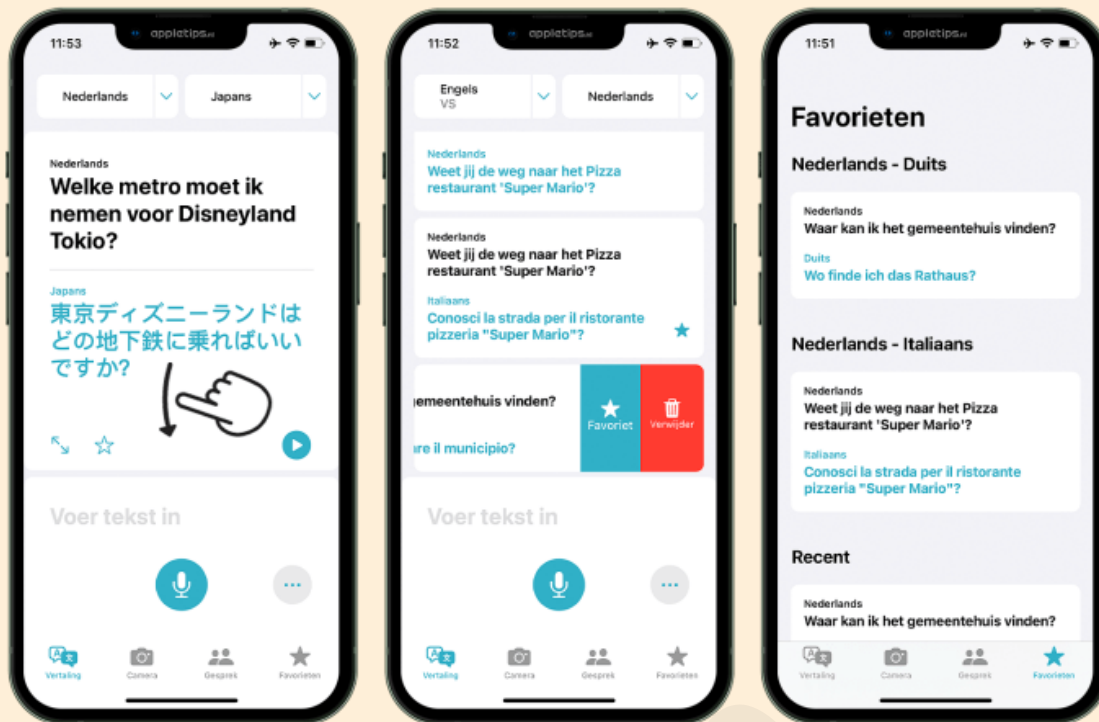 11:53
appletips.nl
Nederlands
Japans
Nederlands
Welke metro moet ik
nemen voor Disneyland
Tokio?
Japans
東京ディズニーランドは
どの地下鉄に乗ればいい
ですか?
Voer tekst in
Vertaling
Camera
Gesprek
Favorieten
11:52
appletips.nl
Engels
VS
Nederlands
Nederlands
Weet jij de weg naar het Pizza
restaurant 'Super Mario'?
Nederlands
Weet jij de weg naar het Pizza
restaurant 'Super Mario'?
Italiaans
Conosci la strada per il ristorante
pizzeria "Super Mario"?
emeentehuis vinden?
re il municipio?
Favoriet
Verwijder
Voer tekst in
Vertaling
Camera
Gesprek
Favorieten
11:51
appletips.nl
Favorieten
Nederlands - Duits
Nederlands
Waar kan ik het gemeentehuis vinden?
Duits
Wo finde ich das Rathaus?
Nederlands - Italiaans
Nederlands
Weet jij de weg naar het Pizza
restaurant 'Super Mario'?
Italiaans
Conosci la strada per il ristorante
pizzeria "Super Mario"?
Recent
Nederlands
Waar kan ik het gemeentehuis vinden?
Vertaling
Camera
Gesprek
Favorieten